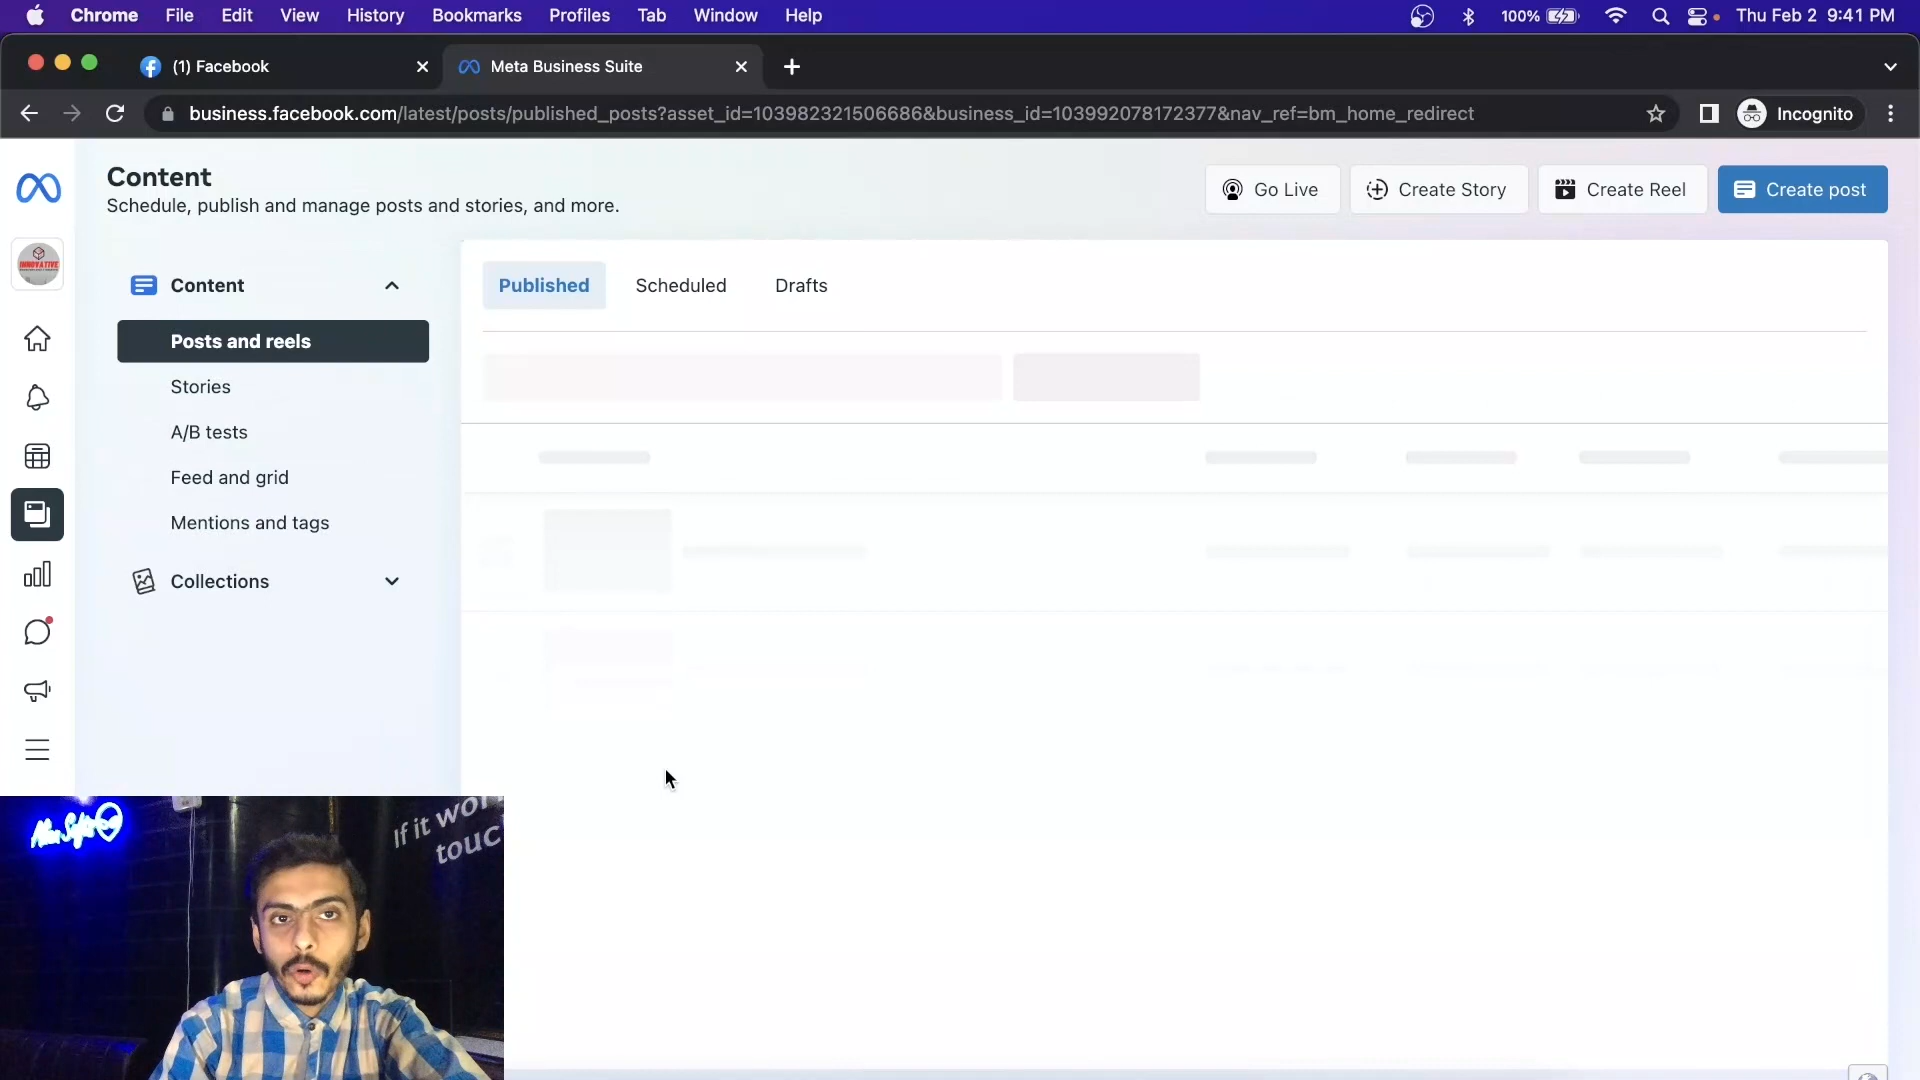 Chrome File Edit View History Bookmarks Profiles Tab Window Help 100% Thu Feb 2 9:41 PM
(1) Facebook
Meta Business Suite
business.facebook.com/latest/posts/published_posts?asset_id=103982321506686&business_id=103992078172377&nav_ref=bm_home_redirect
Incognito
Content
Schedule, publish and manage posts and stories, and more.
Go Live
Create Story
Create Reel
Create post
INNOVATIVE
Content
Posts and reels
Stories
A/B tests
Feed and grid
Mentions and tags
Collections
Published
Scheduled
Drafts
If it wor
touc